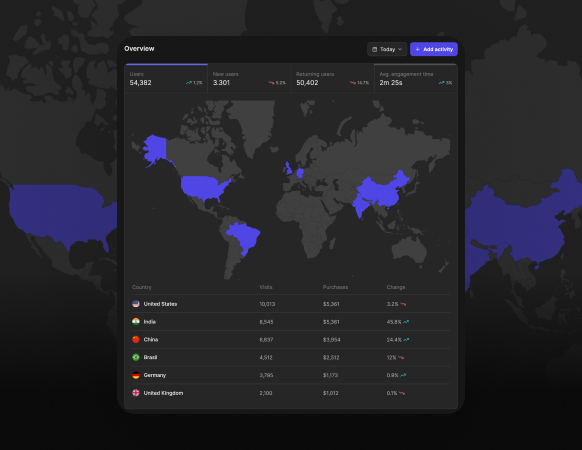 Overview
Today
+ Add activity
Users
New users
Returning users
Avg. engagement time
54,382
7.2%
3.301
5.2%
50,402
14.7%
2m 25s
3%
Country Visits Purchases Change
United States 10,013 $5,361 3.2%
India 8,545 $5,361 45.8%
China 6,637 $3,954 24.4%
Brasil 4,512 $2,512 12%
Germany 3,795 $1,173 0.9%
United Kingdom 2,100 $1,012 0.1%